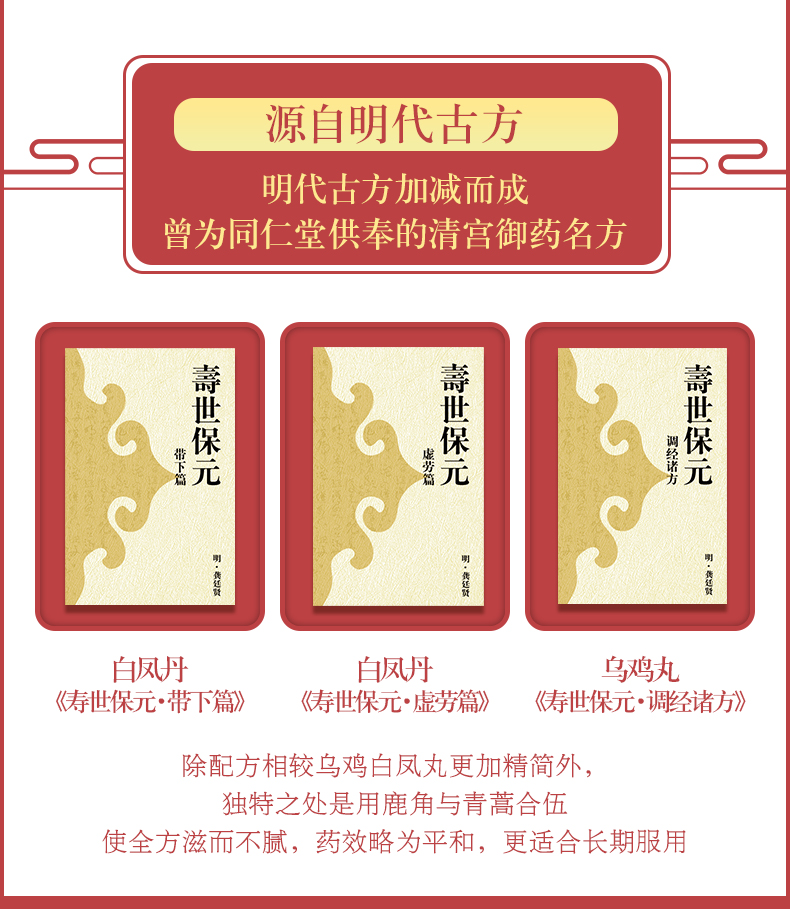 源自明代古方
明代古方加减而成
曾为同仁堂供奉的清宫御药名方
壽世保元
带下篇
明·龚廷贤
壽世保元
虚劳篇
明·龚廷贤
壽世保元
调经诸方
明·龚廷贤
白凤丹
《寿世保元·带下篇》
白凤丹
《寿世保元·虚劳篇》
乌鸡丸
《寿世保元·调经诸方》
除配方相较乌鸡白凤丸更加精简外，
独特之处是用鹿角与青蒿合伍
使全方滋而不腻，药效略为平和，更适合长期服用